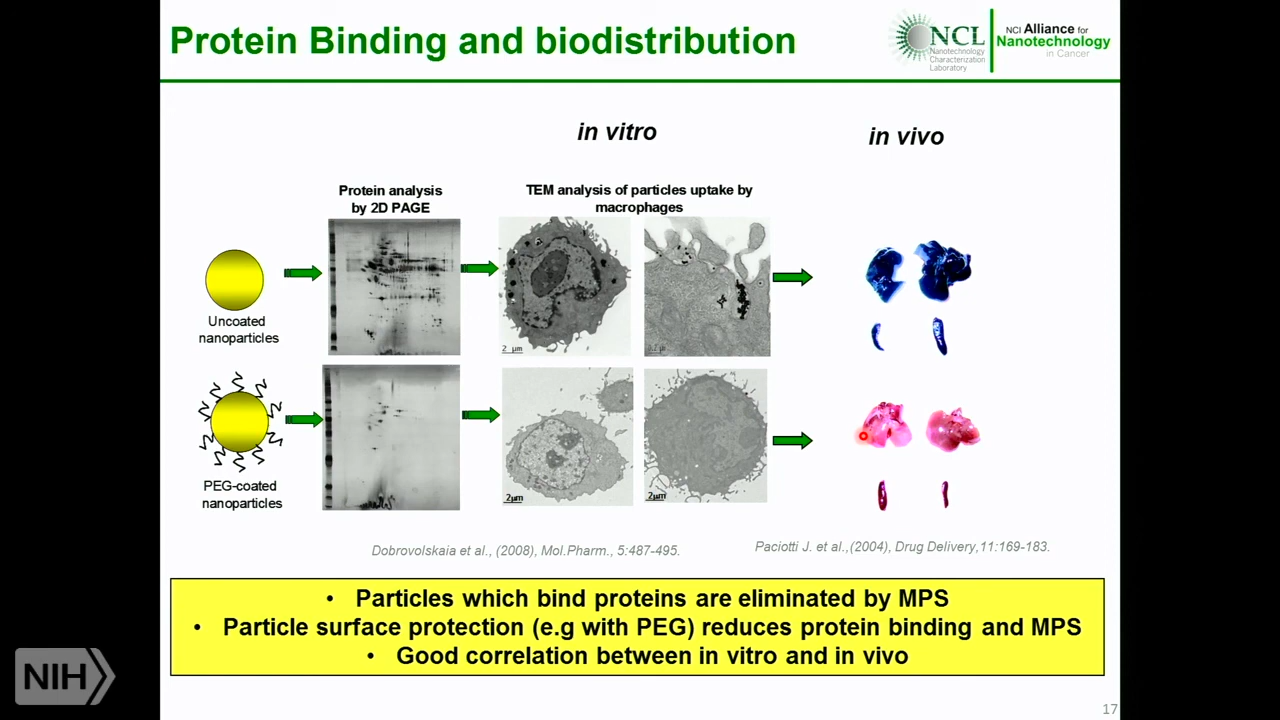 Protein Binding and biodistribution
NCL
Nanotechnology
Characterization
Laboratory
NCI Alliance for
Nanotechnology
in Cancer
in vitro
in vivo
Protein analysis
by 2D PAGE
TEM analysis of particles uptake by
macrophages
Uncoated
nanoparticles
2 µm
PEG-coated
nanoparticles
2µm
2µm
Dobrovolskaia et al., (2008), Mol.Pharm., 5:487-495.
Paciotti J. et al.,(2004), Drug Delivery,11:169-183.
• Particles which bind proteins are eliminated by MPS
• Particle surface protection (e.g with PEG) reduces protein binding and MPS
• Good correlation between in vitro and in vivo
NIH
17